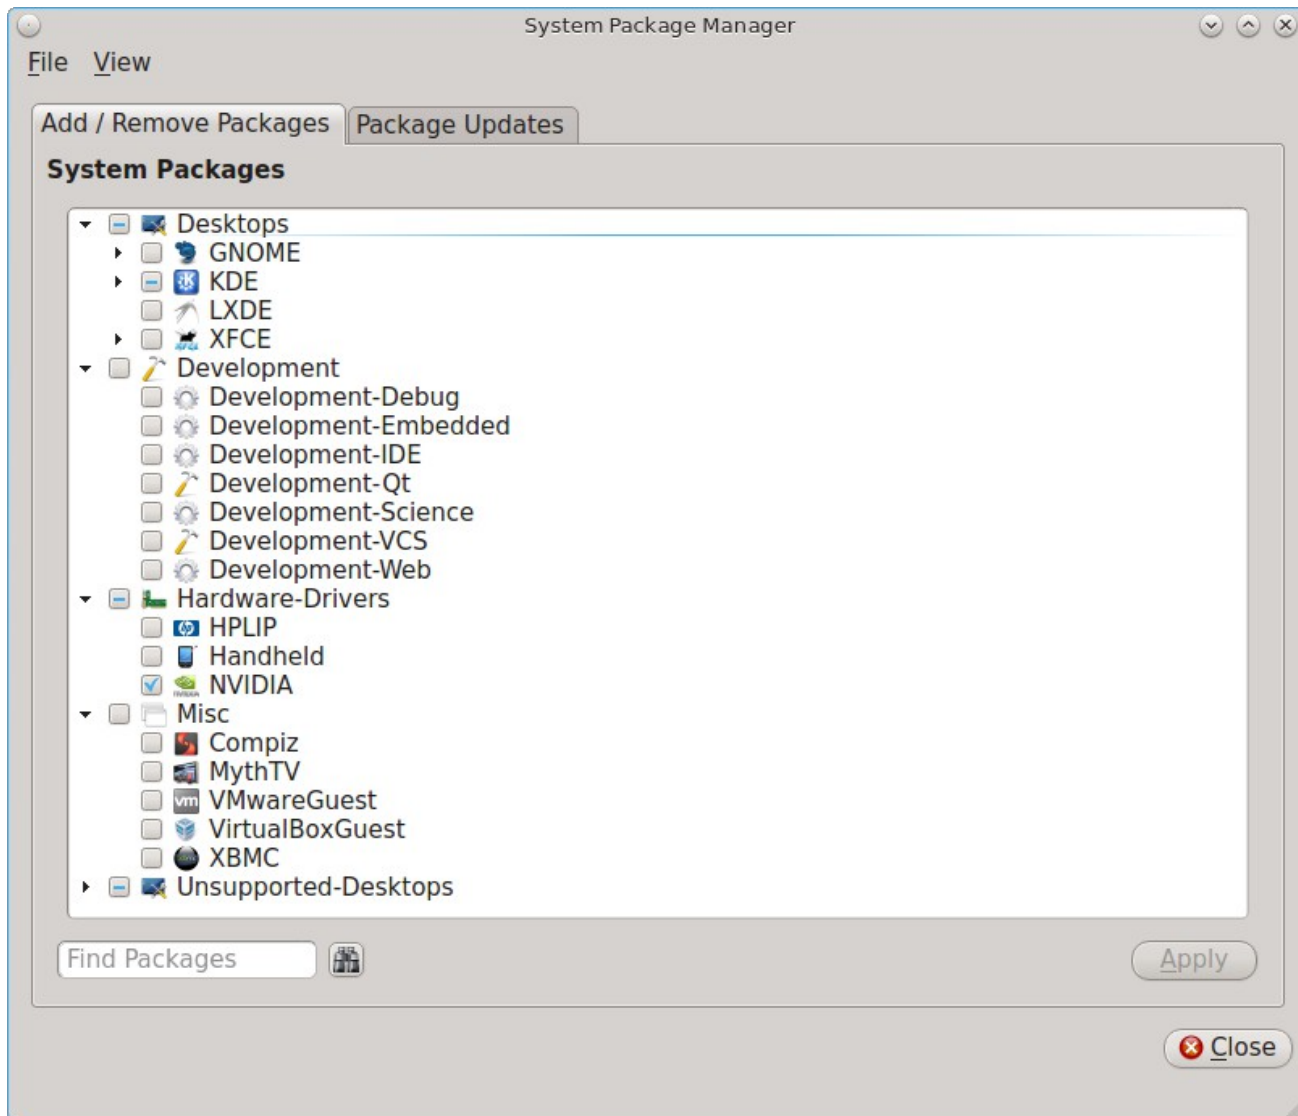 System Package Manager
File View
Add / Remove Packages Package Updates
System Packages
Desktops
GNOME
KDE
LXDE
XFCE
Development
Development-Debug
Development-Embedded
Development-IDE
Development-Qt
Development-Science
Development-VCS
Development-Web
Hardware-Drivers
HPLIP
Handheld
NVIDIA
Misc
Compiz
MythTV
vm VMwareGuest
VirtualBoxGuest
XBMC
Unsupported-Desktops
Find Packages Apply
Close